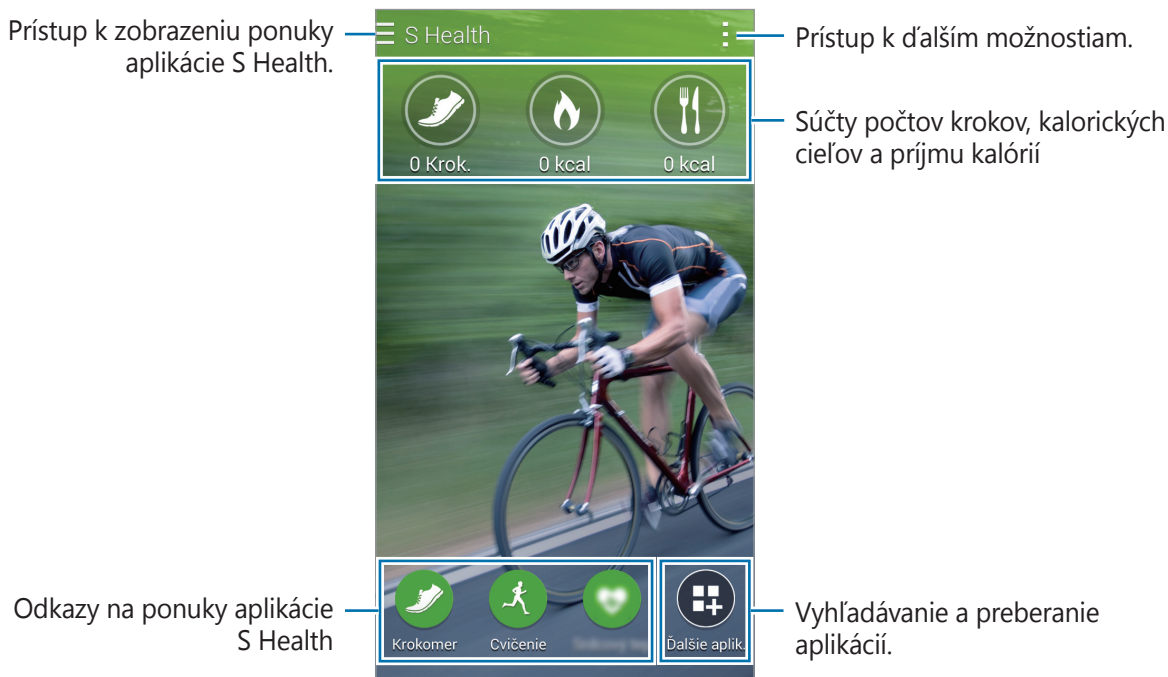 Prístup k zobrazeniu ponuky
aplikácie S Health.
S Health
Prístup k ďalším možnostiam.
0 Krok.
0 kcal
0 kcal
Súčty počtov krokov, kalorických
cieľov a príjmu kalórií
Odkazy na ponuky aplikácie
S Health
Krokomer
Cvičenie
Ďalšie aplik.
Vyhľadávanie a preberanie
aplikácií.